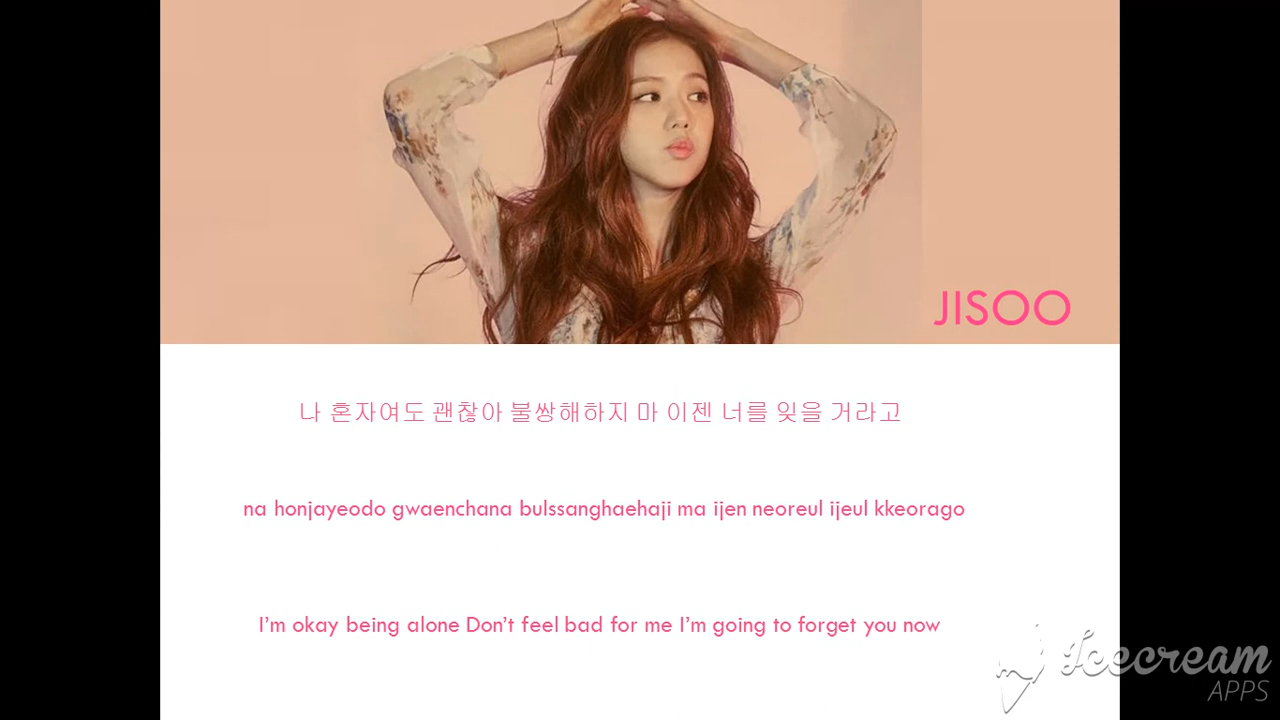 JISOO
나 혼자여도 괜찮아 불쌍해하지 마 이젠 너를 잊을 거라고
na honjayeodo gwaenchana bulssanghaehaji ma ijen neoreul ijeul kkeorago
I'm okay being alone Don't feel bad for me I'm going to forget you now
Icecream
APPS